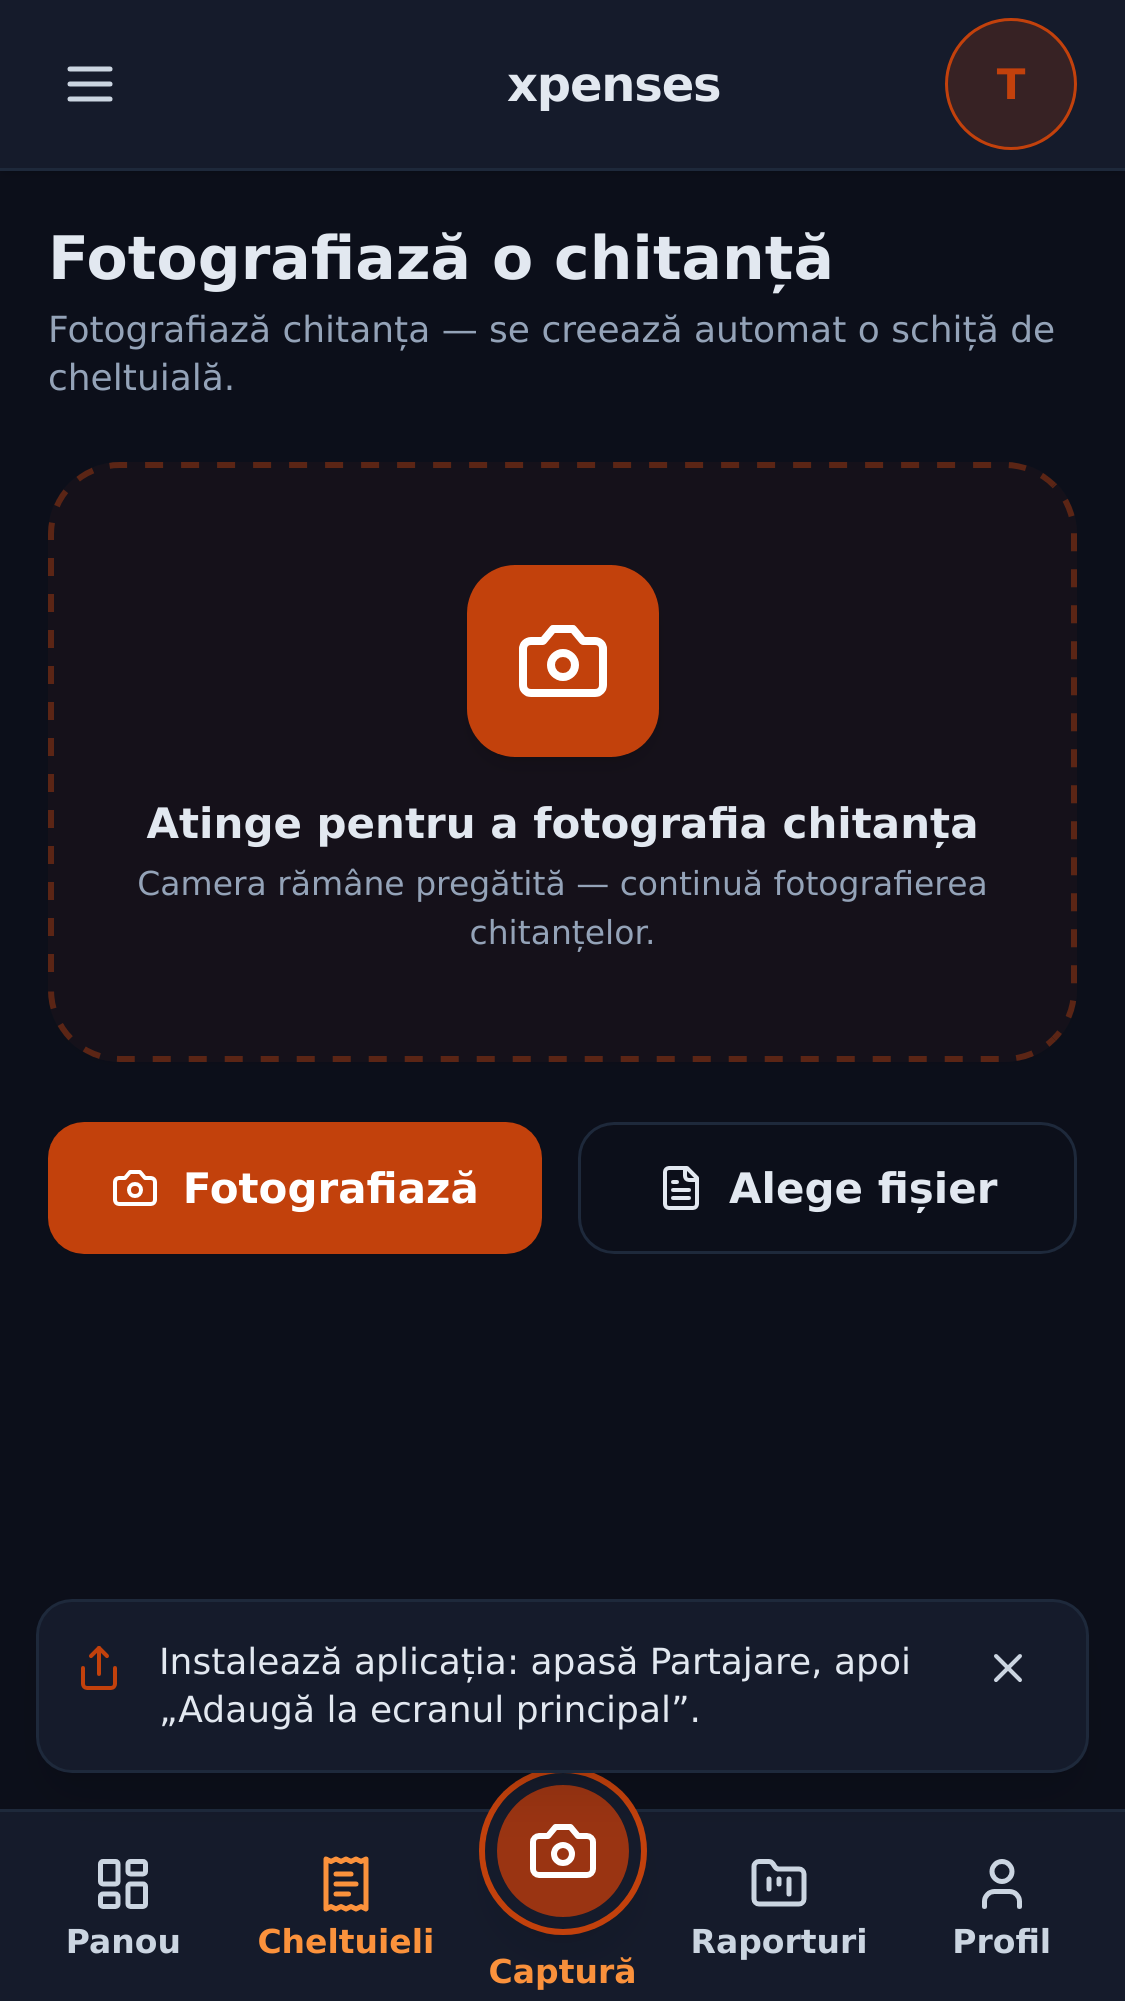 xpenses
T
Fotografiază o chitanță
Fotografiază chitanța — se creează automat o schiță de
cheltuială.
Atinge pentru a fotografia chitanța
Camera rămâne pregătită — continuă fotografierea
chitanțelor.
Fotografiază
Alege fișier
Instalează aplicația: apasă Partajare, apoi
„Adaugă la ecranul principal”.
Panou
Cheltuieli
Captură
Raporturi
Profil